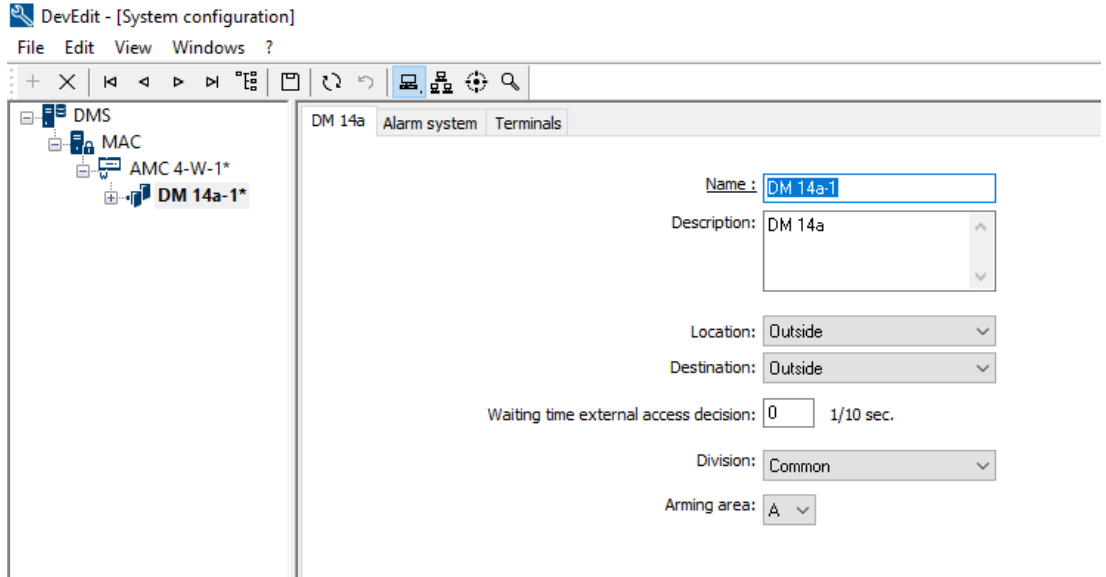 DevEdit - [System configuration]
File Edit View Windows ?
DMS
MAC
AMC 4-W-1*
DM 14a-1*
DM 14a Alarm system Terminals
Name : DM 14a-1
Description: DM 14a
Location: Outside
Destination: Outside
Waiting time external access decision: 0 1/10 sec.
Division: Common
Arming area: A